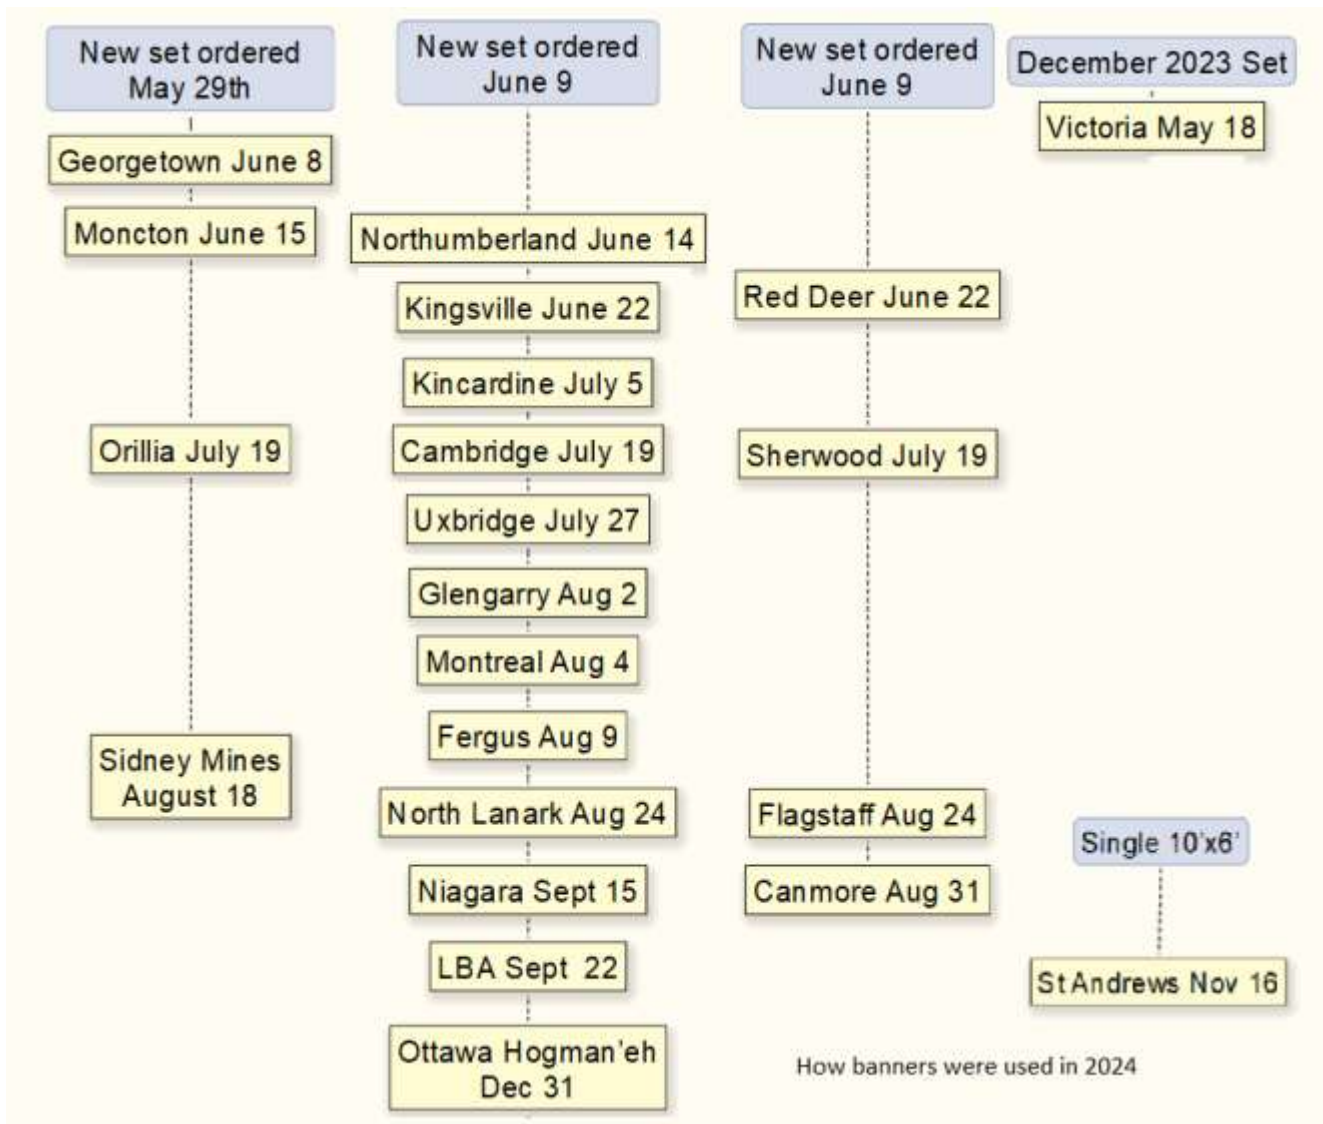 New set ordered
May 29th
Georgetown June 8
Moncton June 15
Orillia July 19
Sidney Mines
August 18
New set ordered
June 9
Northumberland June 14
Kingsville June 22
Kincardine July 5
Cambridge July 19
Uxbridge July 27
Glengarry Aug 2
Montreal Aug 4
Fergus Aug 9
North Lanark Aug 24
Niagara Sept 15
LBA Sept 22
Ottawa Hogman'eh
Dec 31
New set ordered
June 9
Red Deer June 22
Sherwood July 19
Flagstaff Aug 24
Canmore Aug 31
December 2023 Set
Victoria May 18
Single 10'x6'
St Andrews Nov 16
How banners were used in 2024